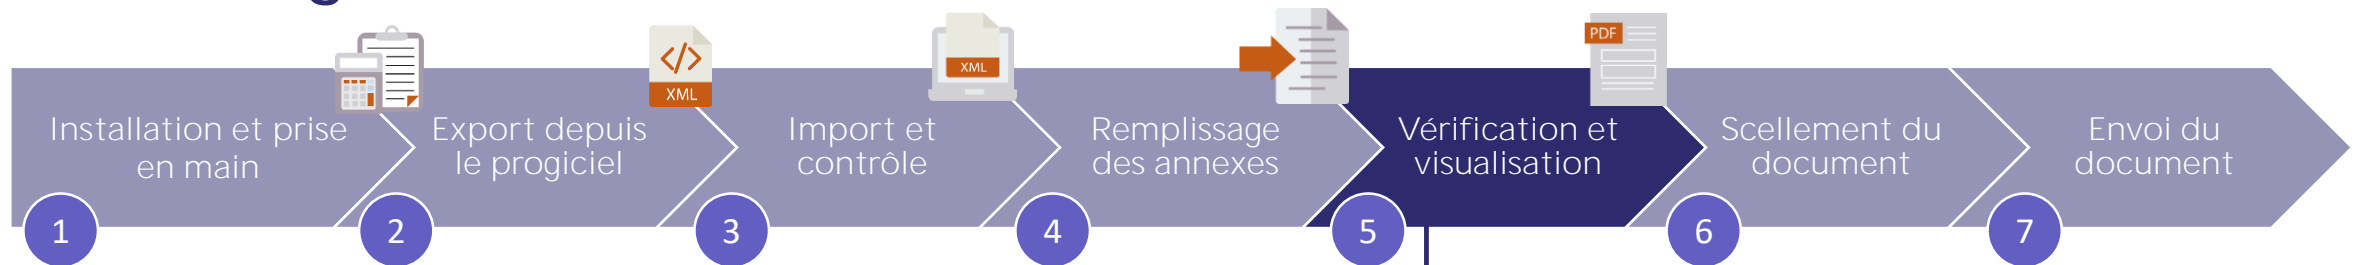 XML
XML
PDF
Installation et prise
en main
Export depuis
le progiciel
Import et
contrôle
Remplissage
des annexes
Vérification et
visualisation
Scellement du
document
Envoi du
document
1
2
3
4
5
6
7